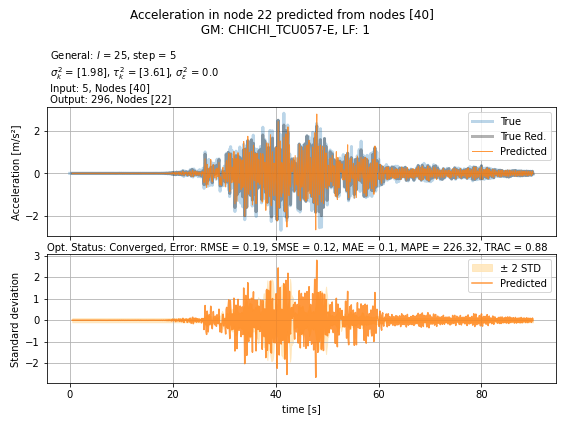 Acceleration in node 22 predicted from nodes [40]
GM: CHICHI_TCU057-E, LF: 1
General: l = 25, step = 5
σ²ₖ = [1.98], τ²ₖ = [3.61], σ²ε = 0.0
Input: 5, Nodes [40]
Output: 296, Nodes [22]
Acceleration [m/s²]
2
0
−2
True
True Red.
Predicted
Opt. Status: Converged, Error: RMSE = 0.19, SMSE = 0.12, MAE = 0.1, MAPE = 226.32, TRAC = 0.88
Standard deviation
3
2
1
0
−1
−2
± 2 STD
Predicted
0 20 40 60 80
time [s]